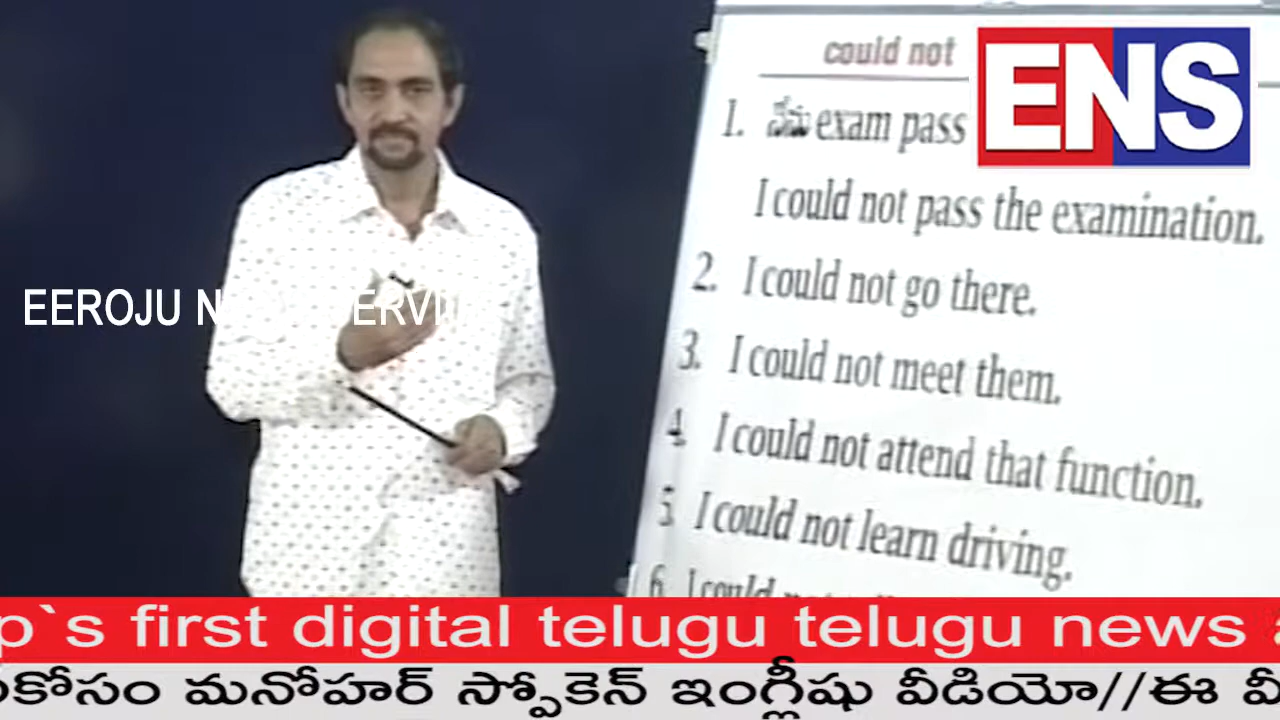 could not
ENS
1. నేను exam pass
I could not pass the examination.
2. I could not go there.
3. I could not meet them.
4. I could not attend that function.
5. I could not learn driving.
6. I could
EEROJU
p`s first digital telugu telugu news
కోసం మనోహర్ స్పోకెన్ ఇంగ్లీషు వీడియో//ఈ వీ